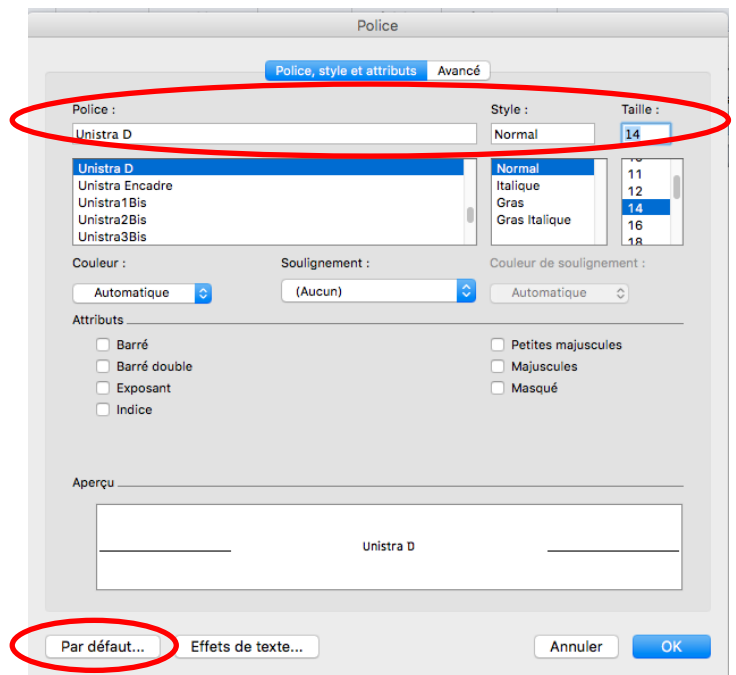 Police
Police, style et attributs Avancé
Police : Style : Taille :
Unistra D Normal 14
Unistra D Normal
Unistra Encadre Italique 11
Unistra1Bis Gras 12
Unistra2Bis Gras Italique 14
Unistra3Bis 16
18
Couleur : Soulignement : Couleur de soulignement :
Automatique (Aucun) Automatique
Attributs
Barré Petites majuscules
Barré double Majuscules
Exposant Masqué
Indice
Aperçu
Unistra D
Par défaut... Effets de texte... Annuler OK